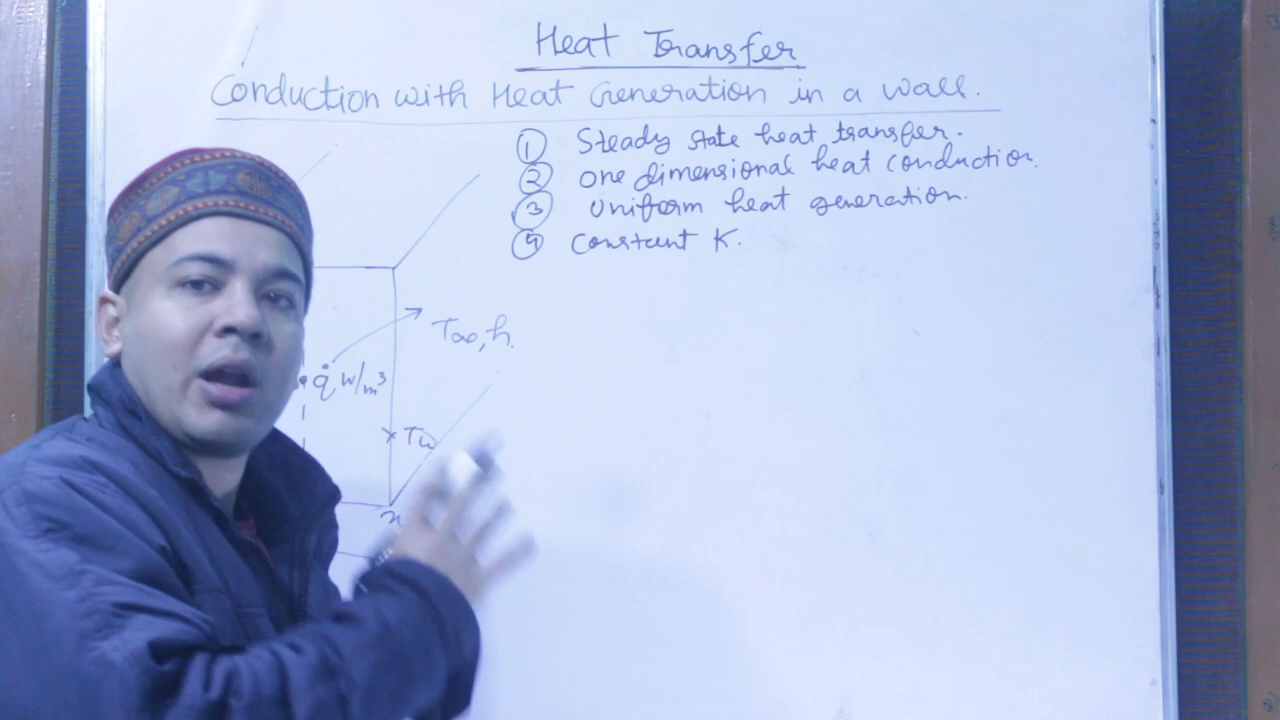 Heat Transfer
Conduction with Heat Generation in a wall.
① Steady state heat transfer.
② one dimensional heat conduction.
③ Uniform heat generation.
④ Constant K.
T∞, h.
q̇ W/m³
Tw